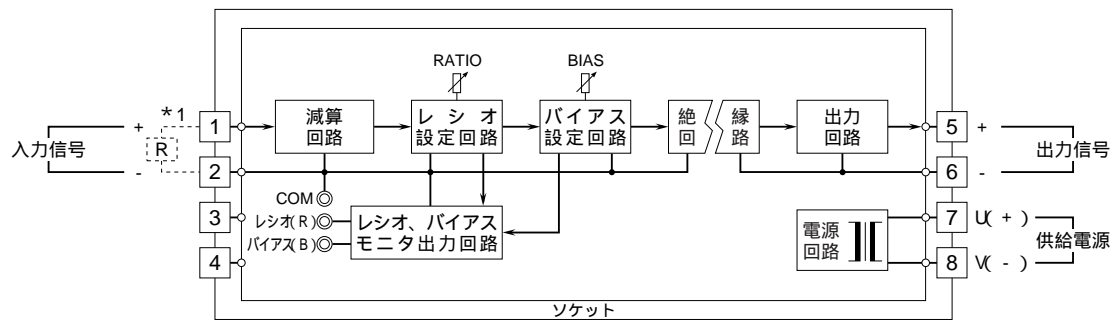 RATIO
BIAS
*1
入力信号
+
-
R
1
2
3
4
減算
回路
レシオ
設定回路
バイアス
設定回路
絶縁
回路
出力
回路
COM
レシオ(R)
バイアス(B)
レシオ、バイアス
モニタ出力回路
電源
回路
5 +
6 -
出力信号
7 U( + )
8 V( - )
供給電源
ソケット